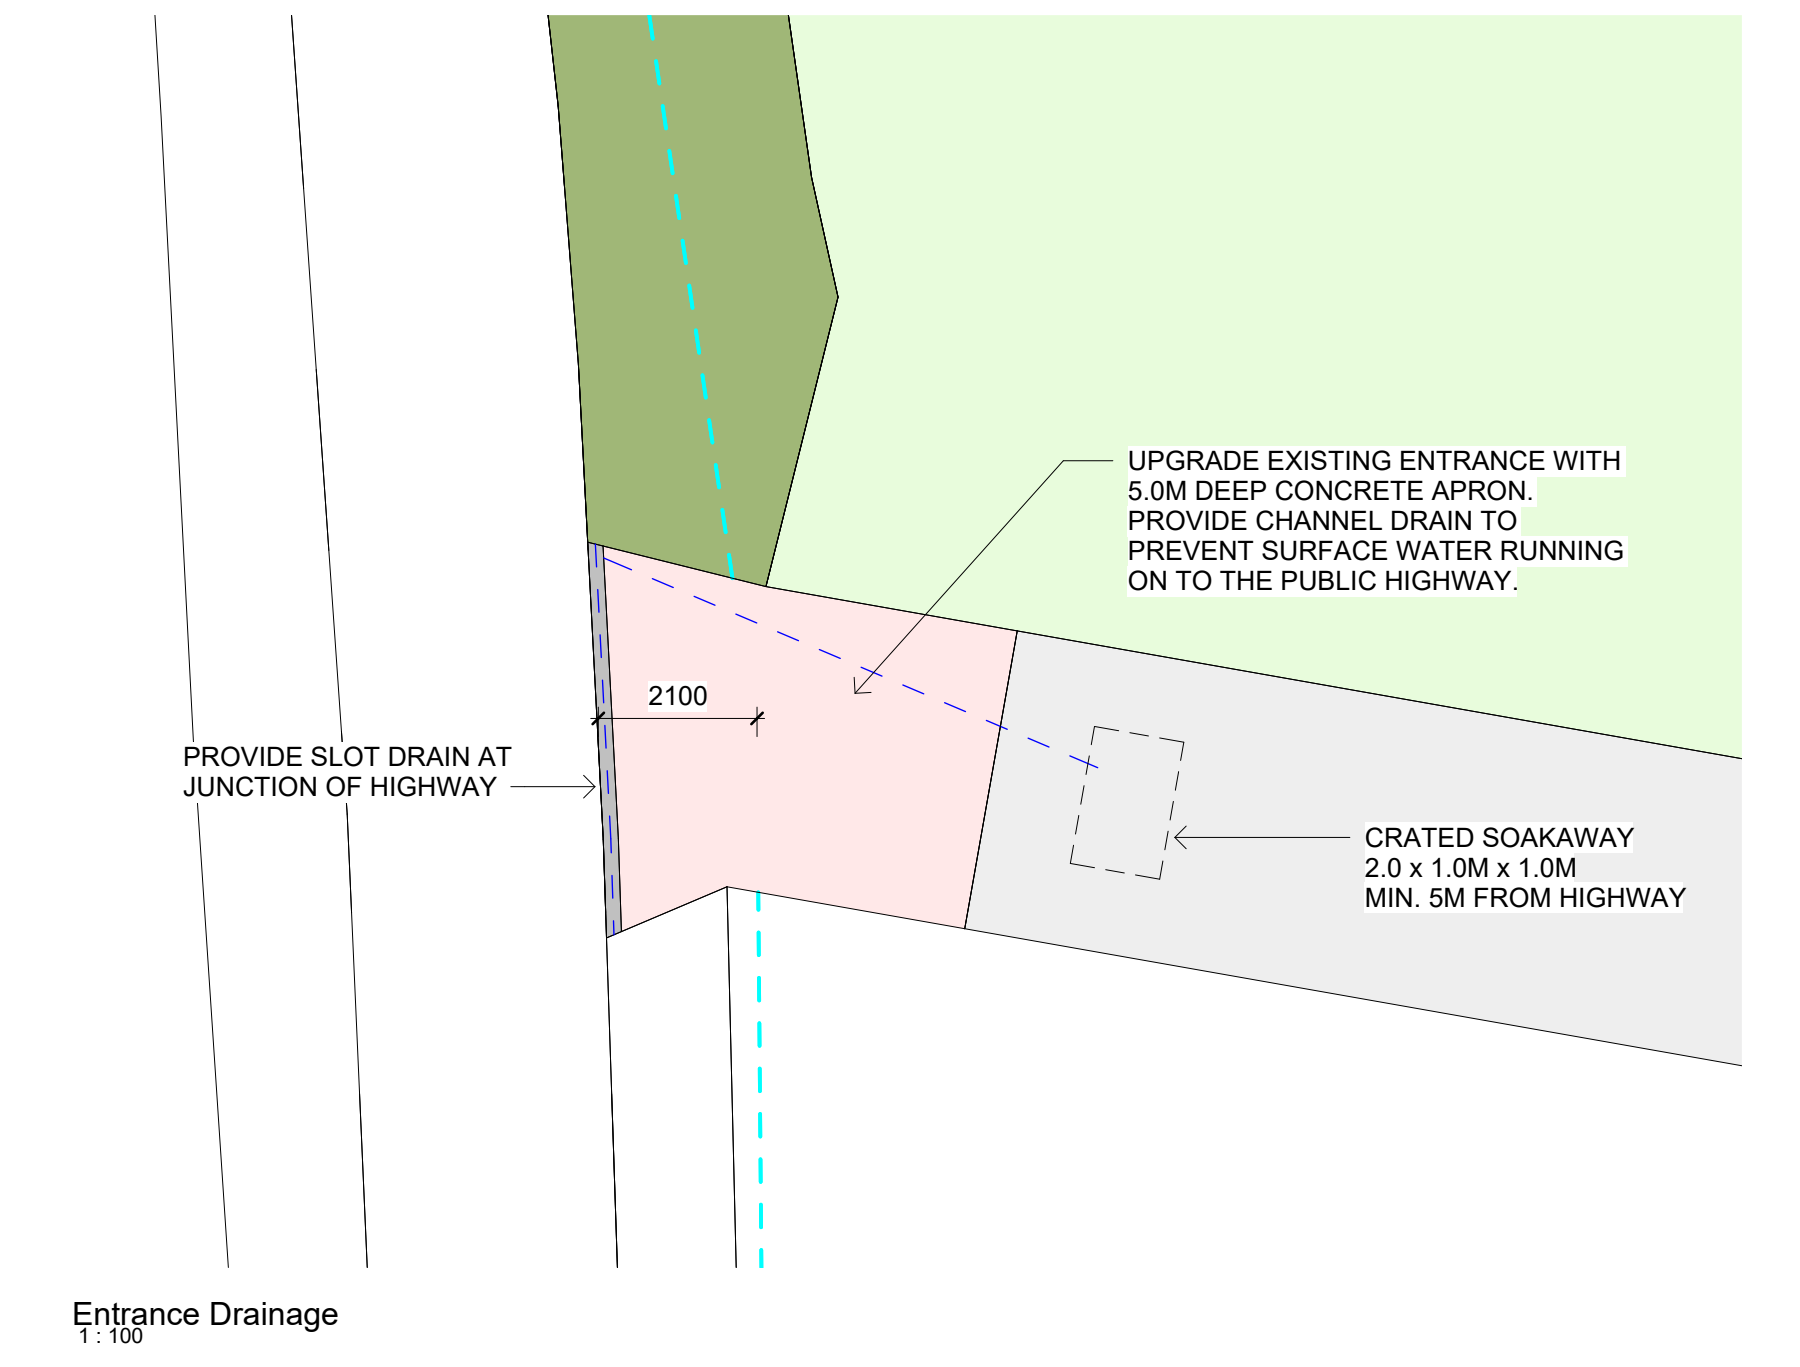 UPGRADE EXISTING ENTRANCE WITH
5.0M DEEP CONCRETE APRON.
PROVIDE CHANNEL DRAIN TO
PREVENT SURFACE WATER RUNNING
ON TO THE PUBLIC HIGHWAY.
2100
PROVIDE SLOT DRAIN AT
JUNCTION OF HIGHWAY
CRATED SOAKAWAY
2.0 x 1.0M x 1.0M
MIN. 5M FROM HIGHWAY
Entrance Drainage
1 : 100